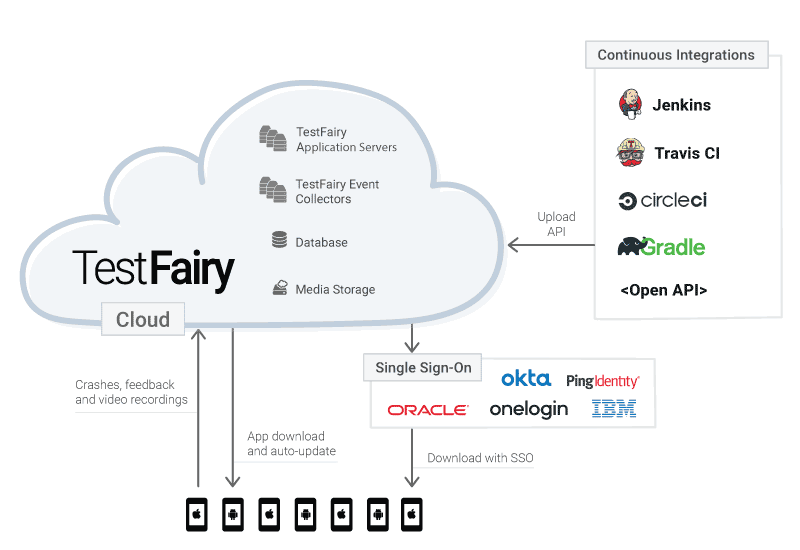 Continuous Integrations
Jenkins
Travis CI
circleci
Gradle
<Open API>
Upload
API
TestFairy
Application Servers
TestFairy Event
Collectors
Database
Media Storage
TestFairy
Cloud
Single Sign-On
okta
PingIdentity®
ORACLE®
onelogin
IBM
Crashes, feedback
and video recordings
App download
and auto-update
Download with SSO